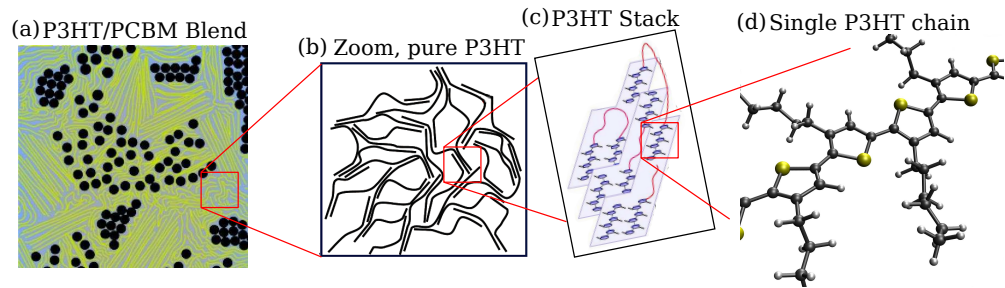 (a) P3HT/PCBM Blend
(b) Zoom, pure P3HT
(c) P3HT Stack
(d) Single P3HT chain